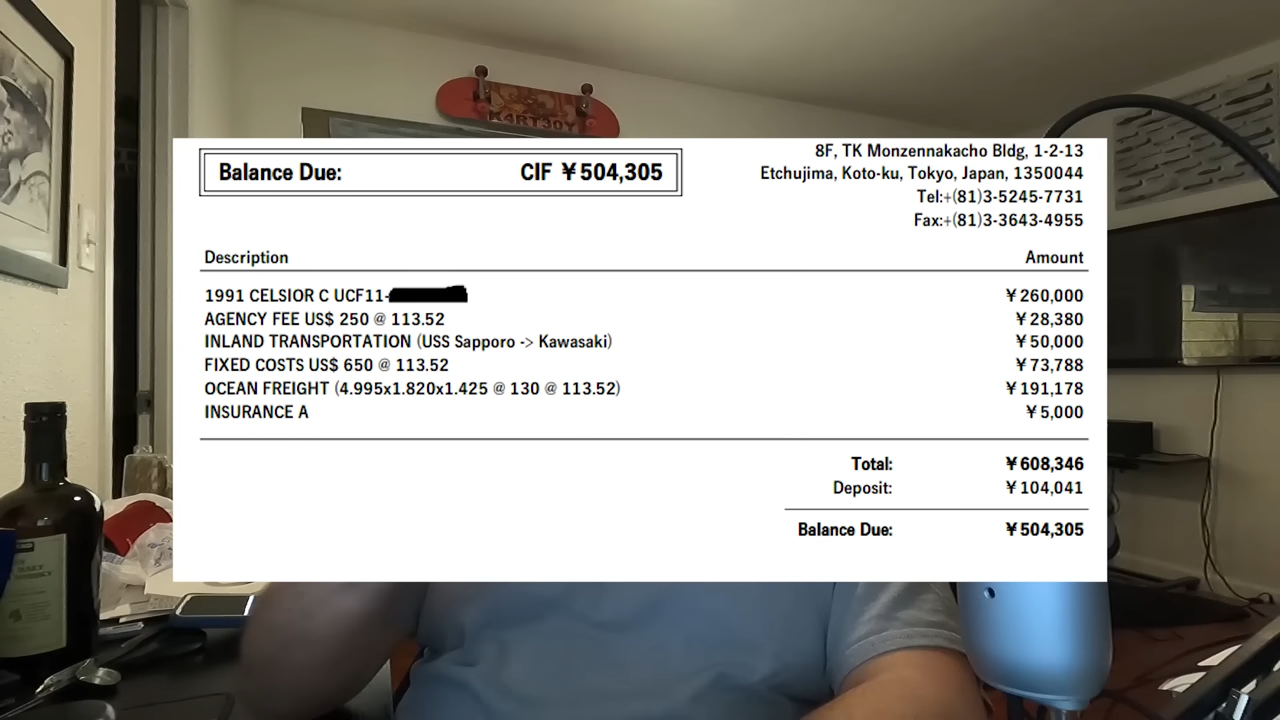 K4RT30Y
Balance Due: CIF ¥504,305
8F, TK Monzennakacho Bldg, 1-2-13
Etchujima, Koto-ku, Tokyo, Japan, 1350044
Tel:+(81)3-5245-7731
Fax:+(81)3-3643-4955
Description Amount
1991 CELSIOR C UCF11- ¥260,000
AGENCY FEE US$ 250 @ 113.52 ¥28,380
INLAND TRANSPORTATION (USS Sapporo -> Kawasaki) ¥50,000
FIXED COSTS US$ 650 @ 113.52 ¥73,788
OCEAN FREIGHT (4.995x1.820x1.425 @ 130 @ 113.52) ¥191,178
INSURANCE A ¥5,000
Total: ¥608,346
Deposit: ¥104,041
Balance Due: ¥504,305